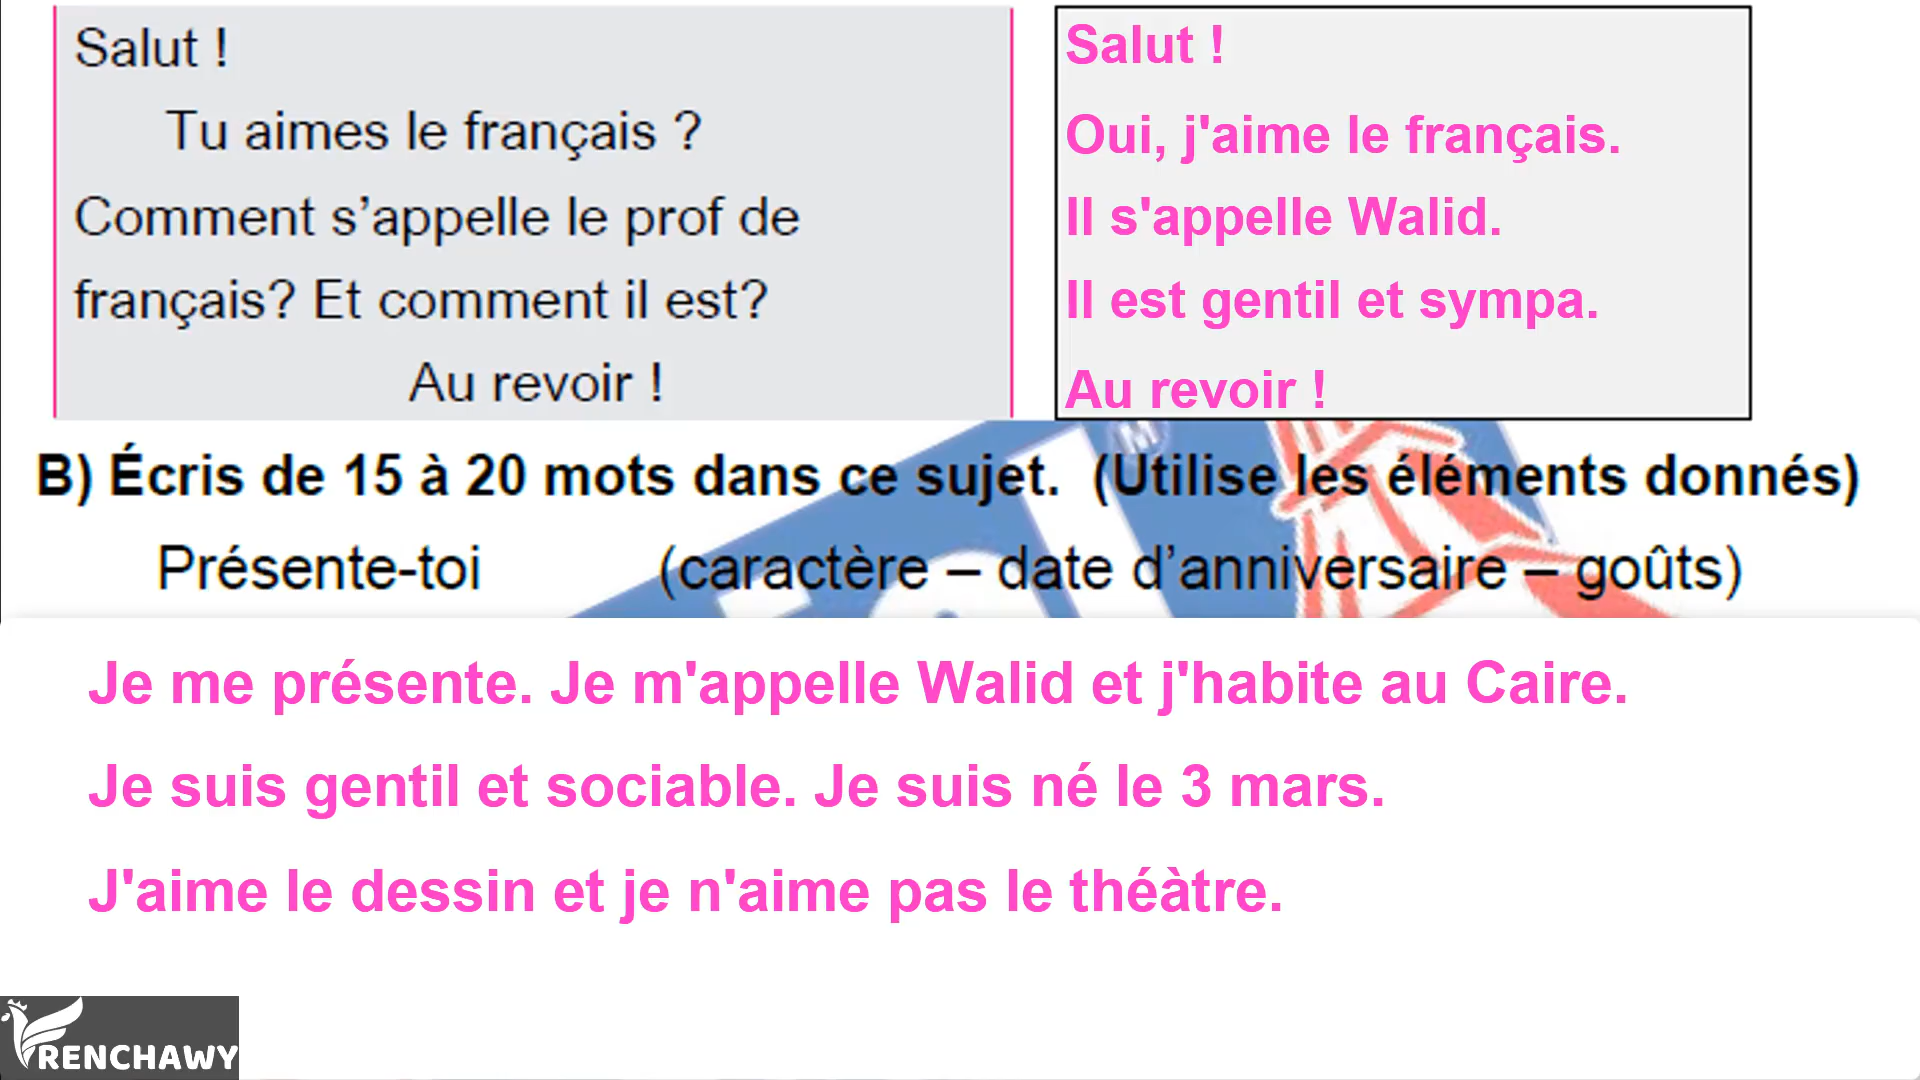 Salut !
Tu aimes le français ?
Comment s’appelle le prof de
français? Et comment il est?
Au revoir !
Salut !
Oui, j'aime le français.
Il s'appelle Walid.
Il est gentil et sympa.
Au revoir !
B) Écris de 15 à 20 mots dans ce sujet. (Utilise les éléments donnés)
Présente-toi (caractère – date d’anniversaire – goûts)
Je me présente. Je m'appelle Walid et j'habite au Caire.
Je suis gentil et sociable. Je suis né le 3 mars.
J'aime le dessin et je n'aime pas le théàtre.
RENCHAWY